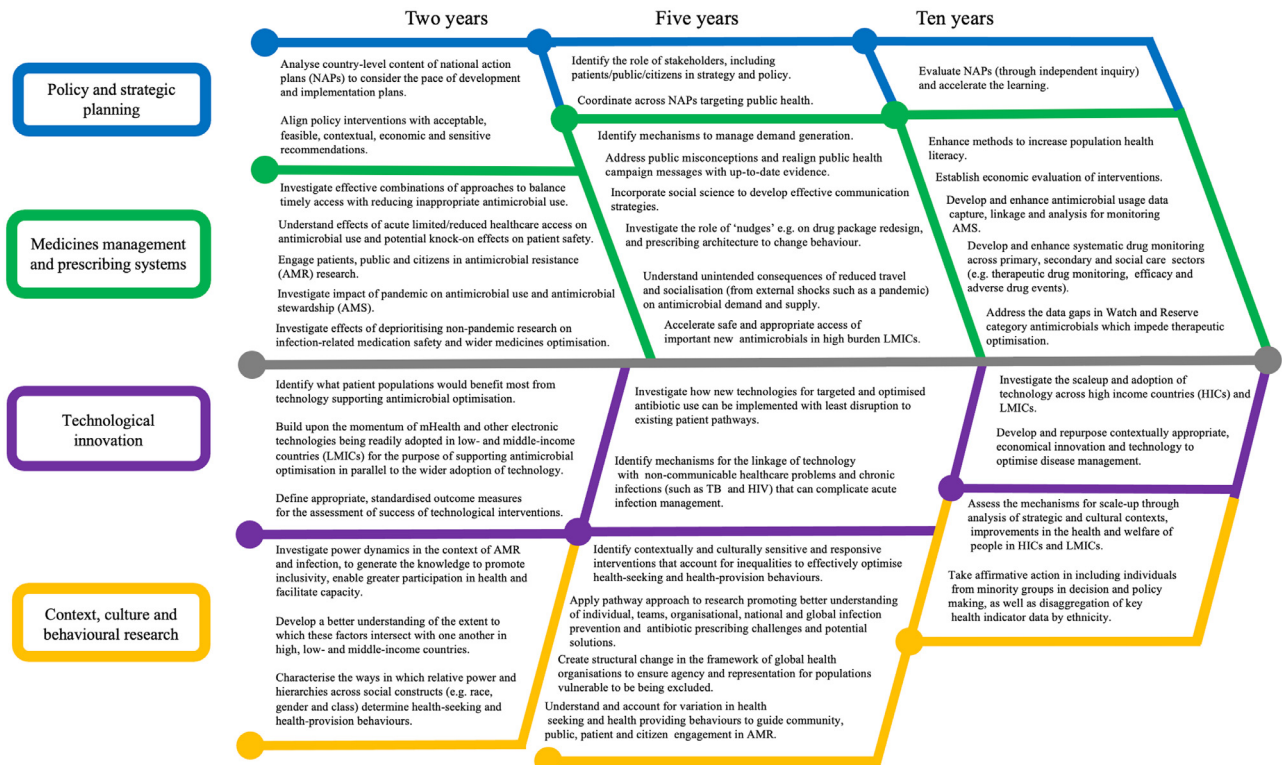 Two years
Five years
Ten years
Policy and strategic
planning
Analyse country-level content of national action
plans (NAPs) to consider the pace of development
and implementation plans.
Align policy interventions with acceptable,
feasible, contextual, economic and sensitive
recommendations.
Identify the role of stakeholders, including
patients/public/citizens in strategy and policy.
Coordinate across NAPs targeting public health.
Evaluate NAPs (through independent inquiry)
and accelerate the learning.
Medicines management
and prescribing systems
Investigate effective combinations of approaches to balance
timely access with reducing inappropriate antimicrobial use.
Understand effects of acute limited/reduced healthcare access on
antimicrobial use and potential knock-on effects on patient safety.
Engage patients, public and citizens in antimicrobial resistance
(AMR) research.
Investigate impact of pandemic on antimicrobial use and antimicrobial
stewardship (AMS).
Investigate effects of deprioritising non-pandemic research on
infection-related medication safety and wider medicines optimisation.
Identify mechanisms to manage demand generation.
Address public misconceptions and realign public health
campaign messages with up-to-date evidence.
Incorporate social science to develop effective communication
strategies.
Investigate the role of ‘nudges’ e.g. on drug package redesign,
and prescribing architecture to change behaviour.
Understand unintended consequences of reduced travel
and socialisation (from external shocks such as a pandemic)
on antimicrobial demand and supply.
Accelerate safe and appropriate access of
important new antimicrobials in high burden LMICs.
Enhance methods to increase population health
literacy.
Establish economic evaluation of interventions.
Develop and enhance antimicrobial usage data
capture, linkage and analysis for monitoring
AMS.
Develop and enhance systematic drug monitoring
across primary, secondary and social care sectors
(e.g. therapeutic drug monitoring, efficacy and
adverse drug events).
Address the data gaps in Watch and Reserve
category antimicrobials which impede therapeutic
optimisation.
Technological
innovation
Identify what patient populations would benefit most from
technology supporting antimicrobial optimisation.
Build upon the momentum of mHealth and other electronic
technologies being readily adopted in low- and middle-income
countries (LMICs) for the purpose of supporting antimicrobial
optimisation in parallel to the wider adoption of technology.
Define appropriate, standardised outcome measures
for the assessment of success of technological interventions.
Investigate how new technologies for targeted and optimised
antibiotic use can be implemented with least disruption to
existing patient pathways.
Identify mechanisms for the linkage of technology
with non-communicable healthcare problems and chronic
infections (such as TB and HIV) that can complicate acute
infection management.
Investigate the scaleup and adoption of
technology across high income countries (HICs) and
LMICs.
Develop and repurpose contextually appropriate,
economical innovation and technology to
optimise disease management.
Context, culture and
behavioural research
Investigate power dynamics in the context of AMR
and infection, to generate the knowledge to promote
inclusivity, enable greater participation in health and
facilitate capacity.
Develop a better understanding of the extent to
which these factors intersect with one another in
high, low- and middle-income countries.
Characterise the ways in which relative power and
hierarchies across social constructs (e.g. race,
gender and class) determine health-seeking and
health-provision behaviours.
Identify contextually and culturally sensitive and responsive
interventions that account for inequalities to effectively optimise
health-seeking and health-provision behaviours.
Apply pathway approach to research promoting better understanding
of individual, teams, organisational, national and global infection
prevention and antibiotic prescribing challenges and potential
solutions.
Create structural change in the framework of global health
organisations to ensure agency and representation for populations
vulnerable to being excluded.
Understand and account for variation in health
seeking and health providing behaviours to guide community,
public, patient and citizen engagement in AMR.
Assess the mechanisms for scale-up through
analysis of strategic and cultural contexts,
improvements in the health and welfare of
people in HICs and LMICs.
Take affirmative action in including individuals
from minority groups in decision and policy
making, as well as disaggregation of key
health indicator data by ethnicity.